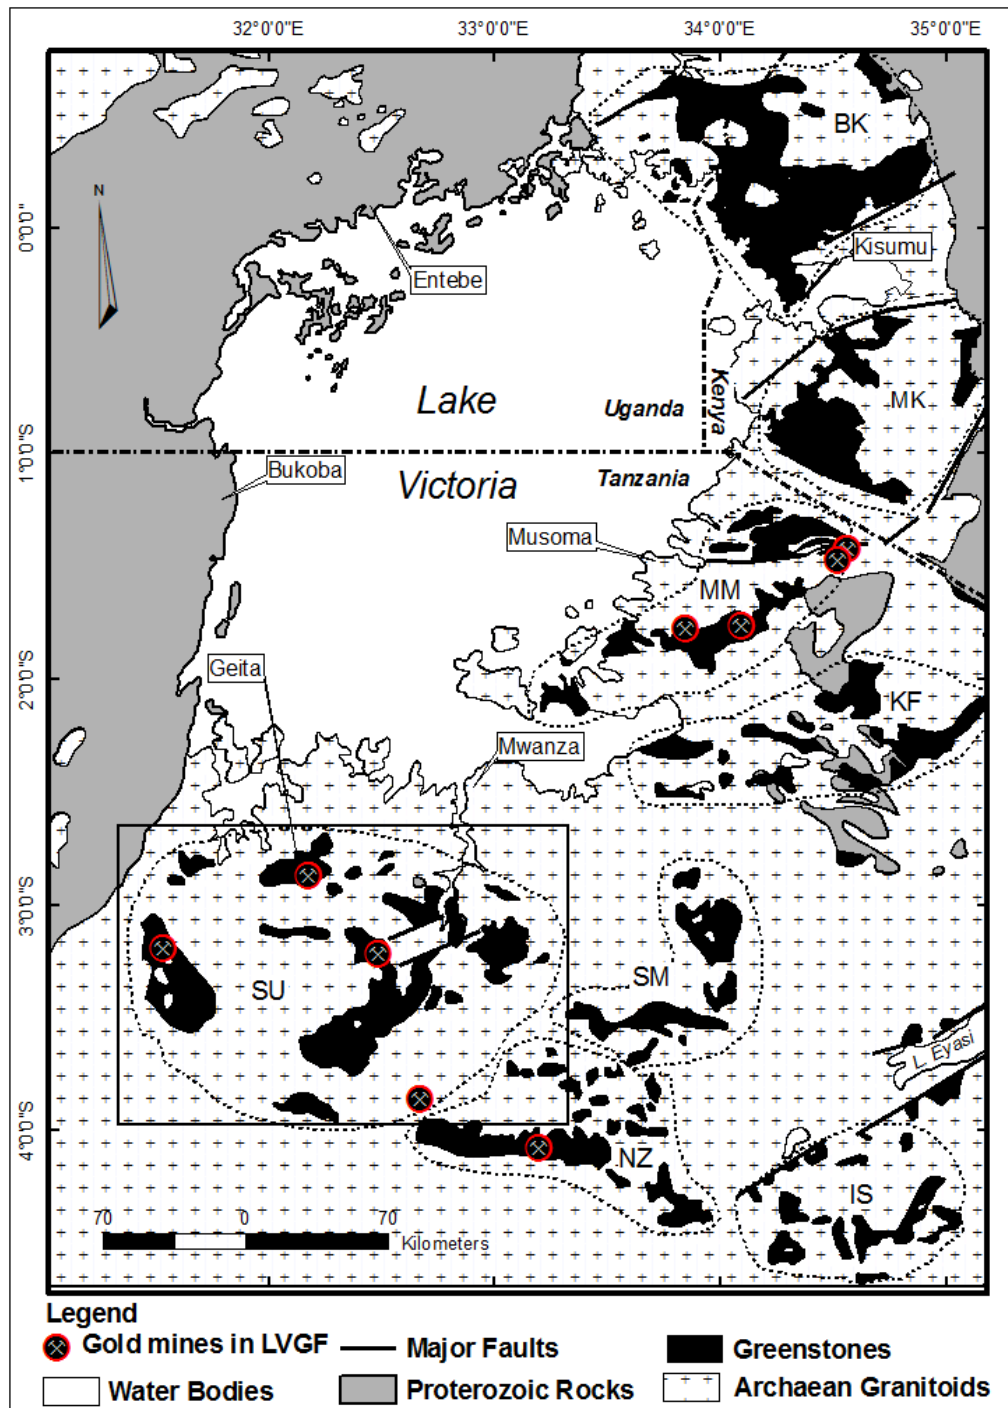 32°0'0"E 33°0'0"E 34°0'0"E 35°0'0"E
BK
N
0°0'0"
Kisumu
Entebe
Kenya
Lake
Uganda
MK
1°0'0"S
Bukoba
Victoria
Tanzania
Musoma
MM
2°0'0"S
Geita
KF
Mwanza
3°0'0"S
SU
SM
L. Eyasi
4°0'0"S
NZ
IS
70 0 70
Kilometers
Legend
Gold mines in LVGF Major Faults Greenstones
Water Bodies Proterozoic Rocks Archaean Granitoids